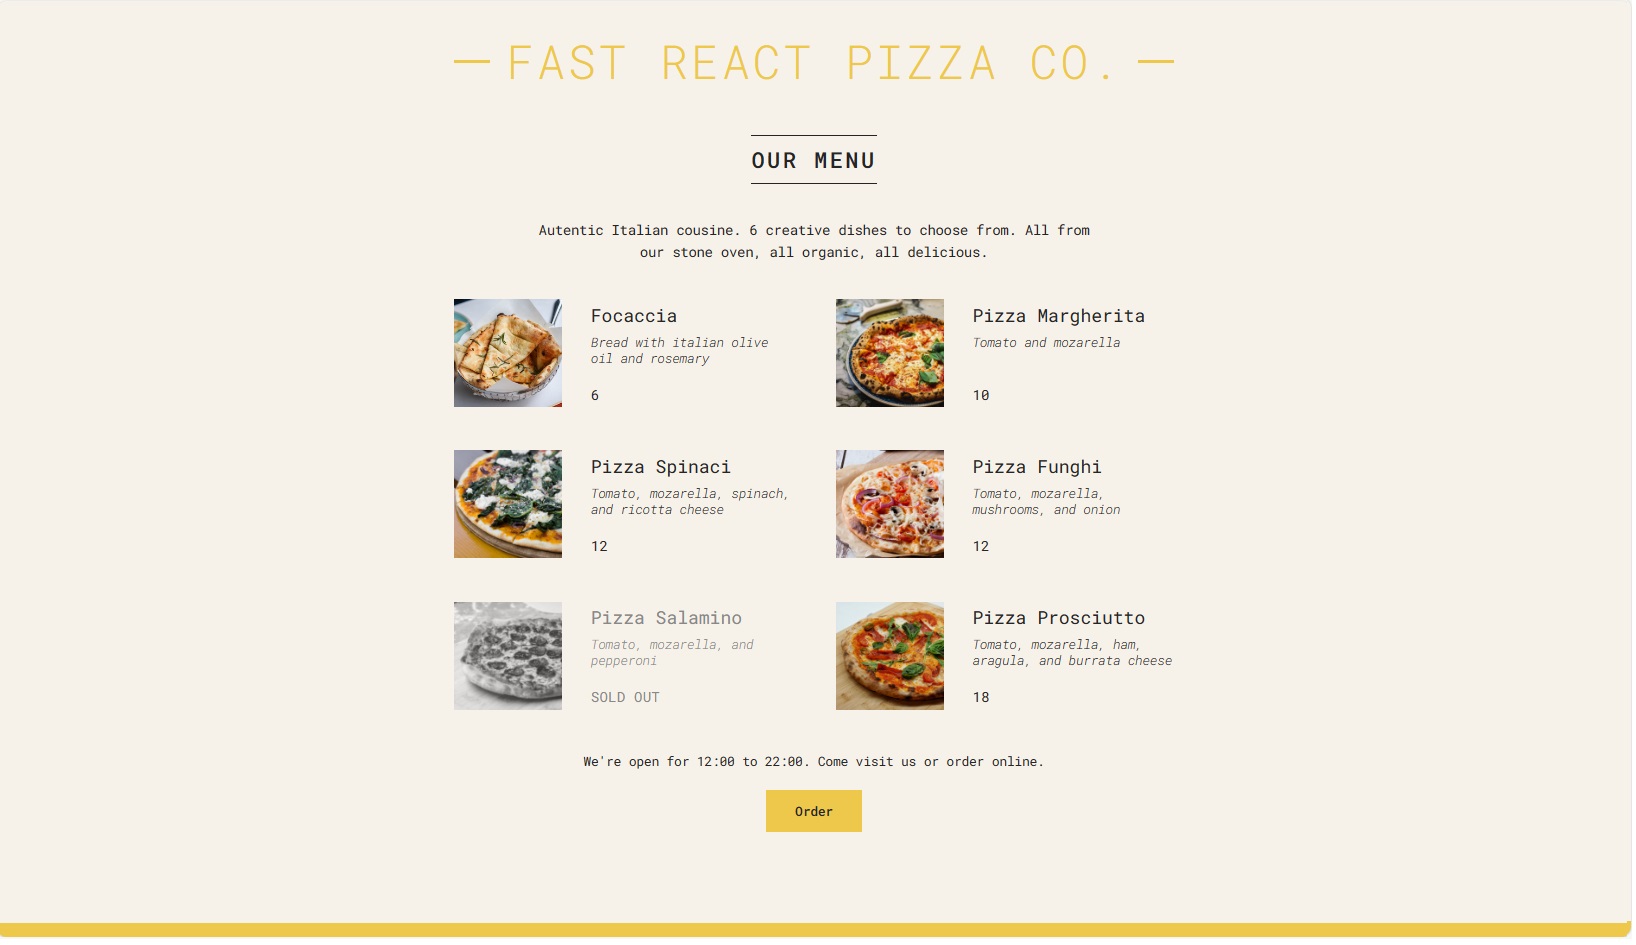 FAST REACT PIZZA CO.
OUR MENU
Autentic Italian cousine. 6 creative dishes to choose from. All from
our stone oven, all organic, all delicious.
Focaccia
Bread with italian olive
oil and rosemary
6
Pizza Margherita
Tomato and mozarella
10
Pizza Spinaci
Tomato, mozarella, spinach,
and ricotta cheese
12
Pizza Funghi
Tomato, mozarella,
mushrooms, and onion
12
Pizza Salamino
Tomato, mozarella, and
pepperoni
SOLD OUT
Pizza Prosciutto
Tomato, mozarella, ham,
aragula, and burrata cheese
18
We're open for 12:00 to 22:00. Come visit us or order online.
Order